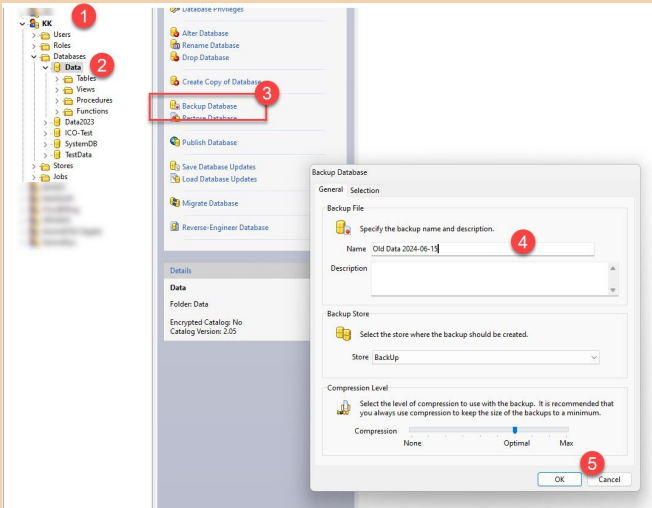 1
KK
Users
Roles
Databases
2
Data
Tables
Views
Procedures
Functions
Data2023
ICO-Test
SystemDB
TestData
Stores
Jobs
Database Privileges
Alter Database
Rename Database
Drop Database
Create Copy of Database
3
Backup Database
Restore Database
Publish Database
Save Database Updates
Load Database Updates
Migrate Database
Reverse-Engineer Database
Details
Data
Folder: Data
Encrypted Catalog: No
Catalog Version: 2.05
Backup Database
General Selection
Backup File
Specify the backup name and description.
4
Name Old Data 2024-06-15
Description
Backup Store
Select the store where the backup should be created.
Store BackUp
Compression Level
Select the level of compression to use with the backup. It is recommended that
you always use compression to keep the size of the backups to a minimum.
Compression
None Optimal Max
5
OK Cancel